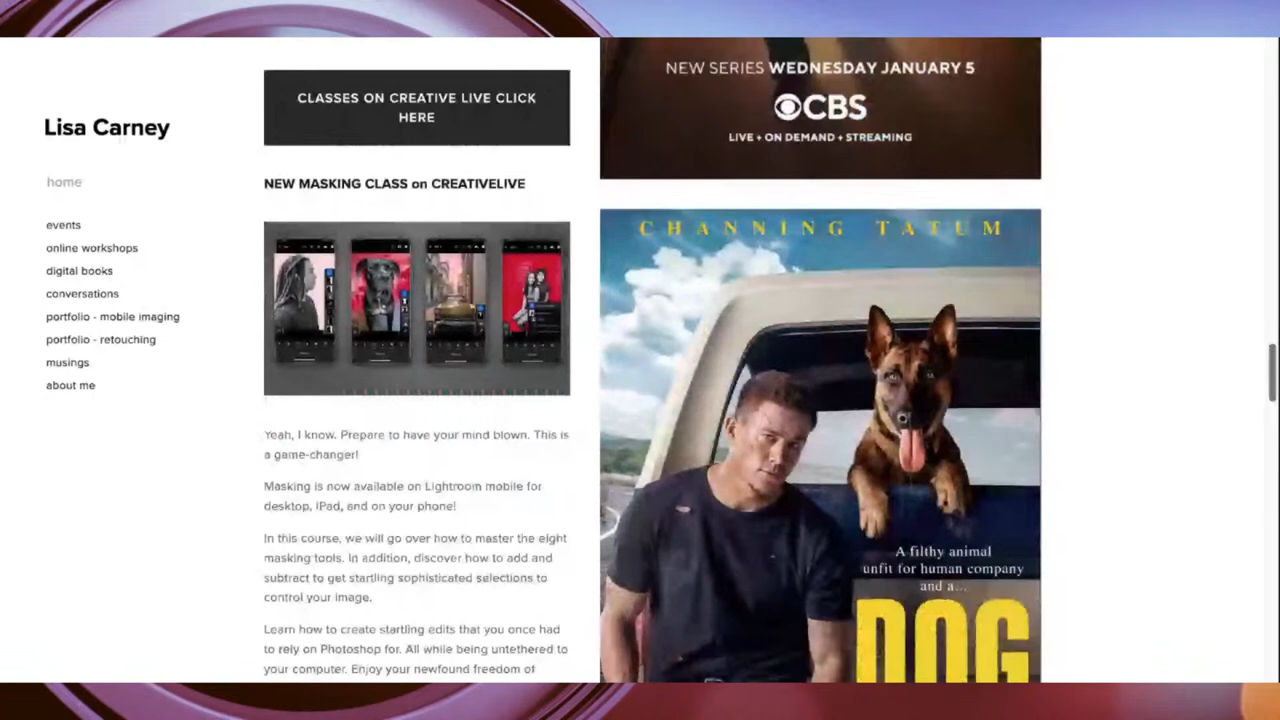 Lisa Carney
home
events
online workshops
digital books
conversations
portfolio - mobile imaging
portfolio - retouching
musings
about me
CLASSES ON CREATIVE LIVE CLICK
HERE
NEW MASKING CLASS on CREATIVELIVE
Yeah, I know. Prepare to have your mind blown. This is
a game-changer!
Masking is now available on Lightroom mobile for
desktop, iPad, and on your phone!
In this course, we will go over how to master the eight
masking tools. In addition, discover how to add and
subtract to get startling sophisticated selections to
control your image.
Learn how to create startling edits that you once had
to rely on Photoshop for. All while being untethered to
your computer. Enjoy your newfound freedom of
NEW SERIES WEDNESDAY JANUARY 5
CBS
LIVE + ON DEMAND + STREAMING
CHANNING TATUM
A filthy animal
unfit for human company
and a...
DOG